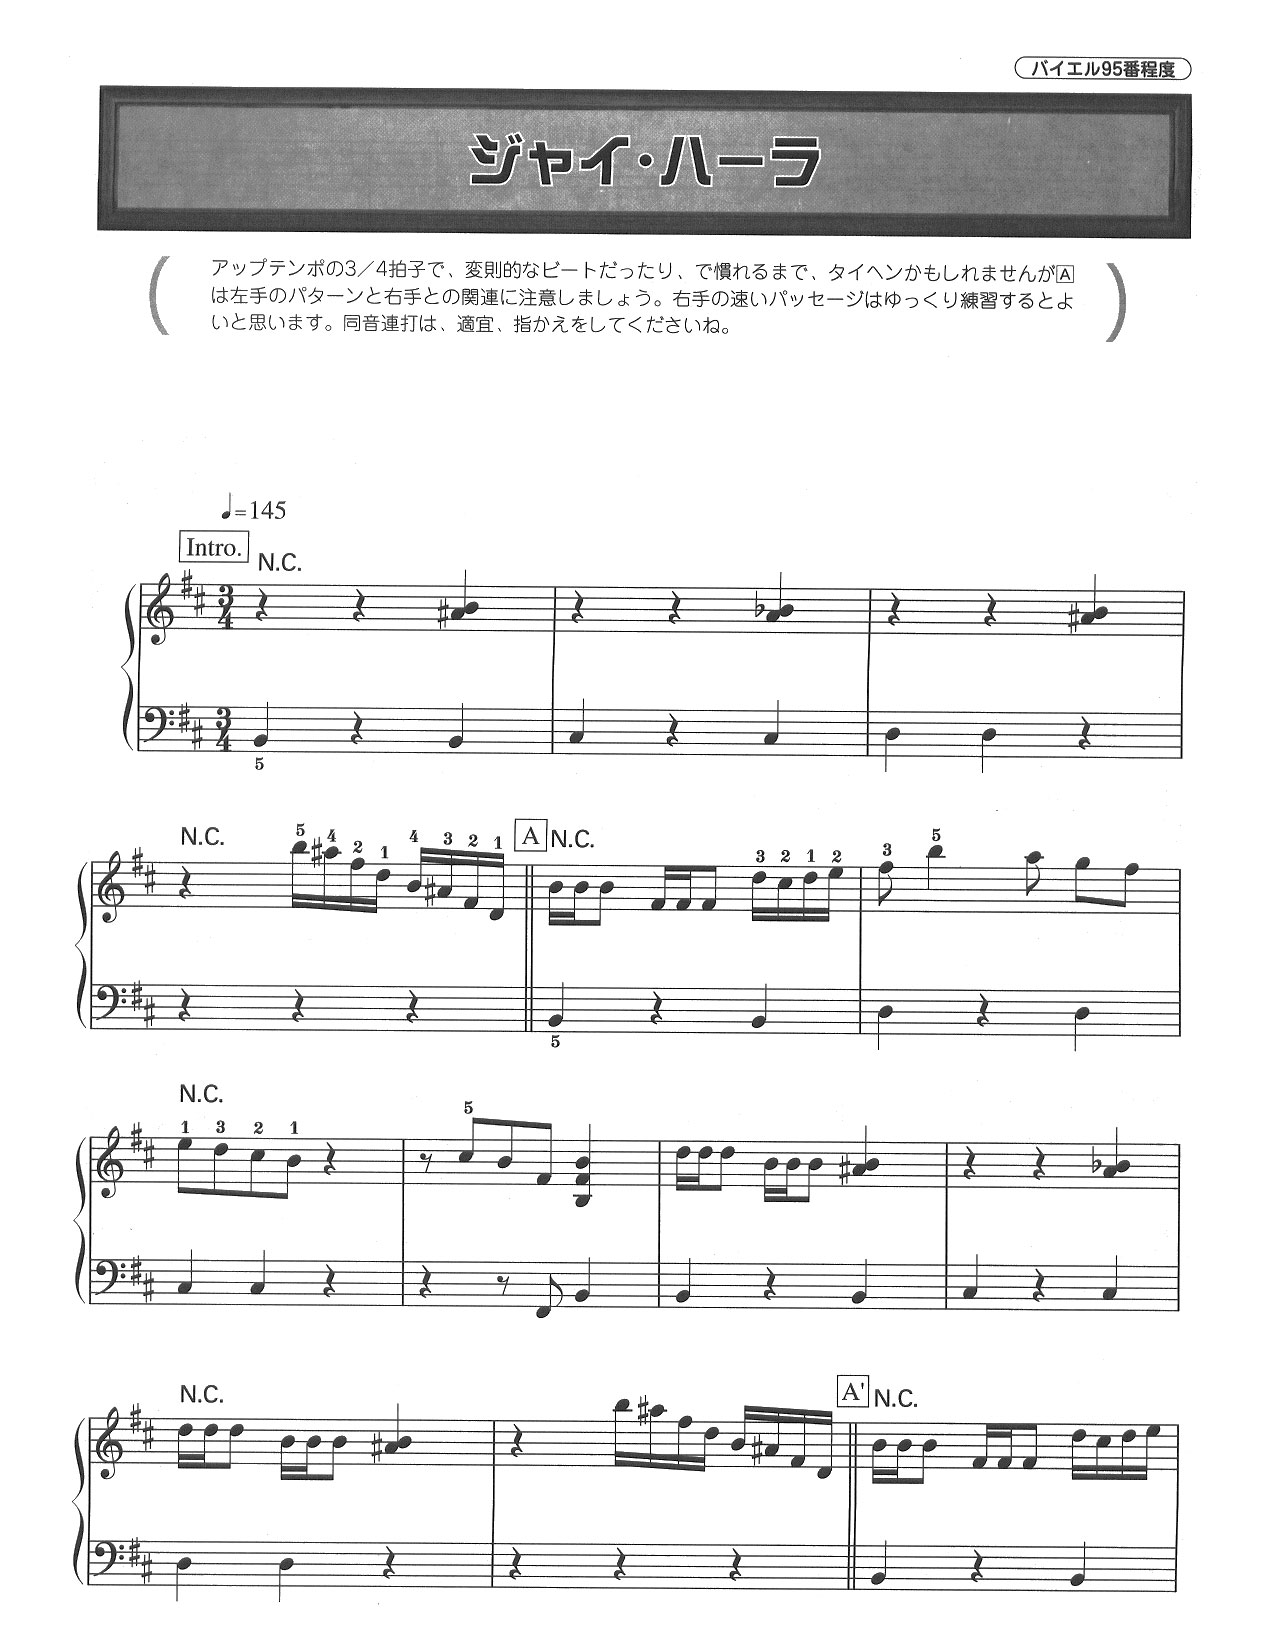 バイエル95番程度
ジャイ・ハーラ
アップテンポの3／4拍子で、変則的なビートだったり、で慣れるまで、タイヘンかもしれませんがA
は左手のパターンと右手との関連に注意しましょう。右手の速いパッセージはゆっくり練習するとよ
いと思います。同音連打は、適宜、指かえをしてくださいね。
♩=145
Intro.
N.C.
3 4
3 4
5
N.C. 5 4 2 1 4 3 2 1 A N.C. 3 2 1 2 3 5
5
N.C.
1 3 2 1 5
N.C. A' N.C.